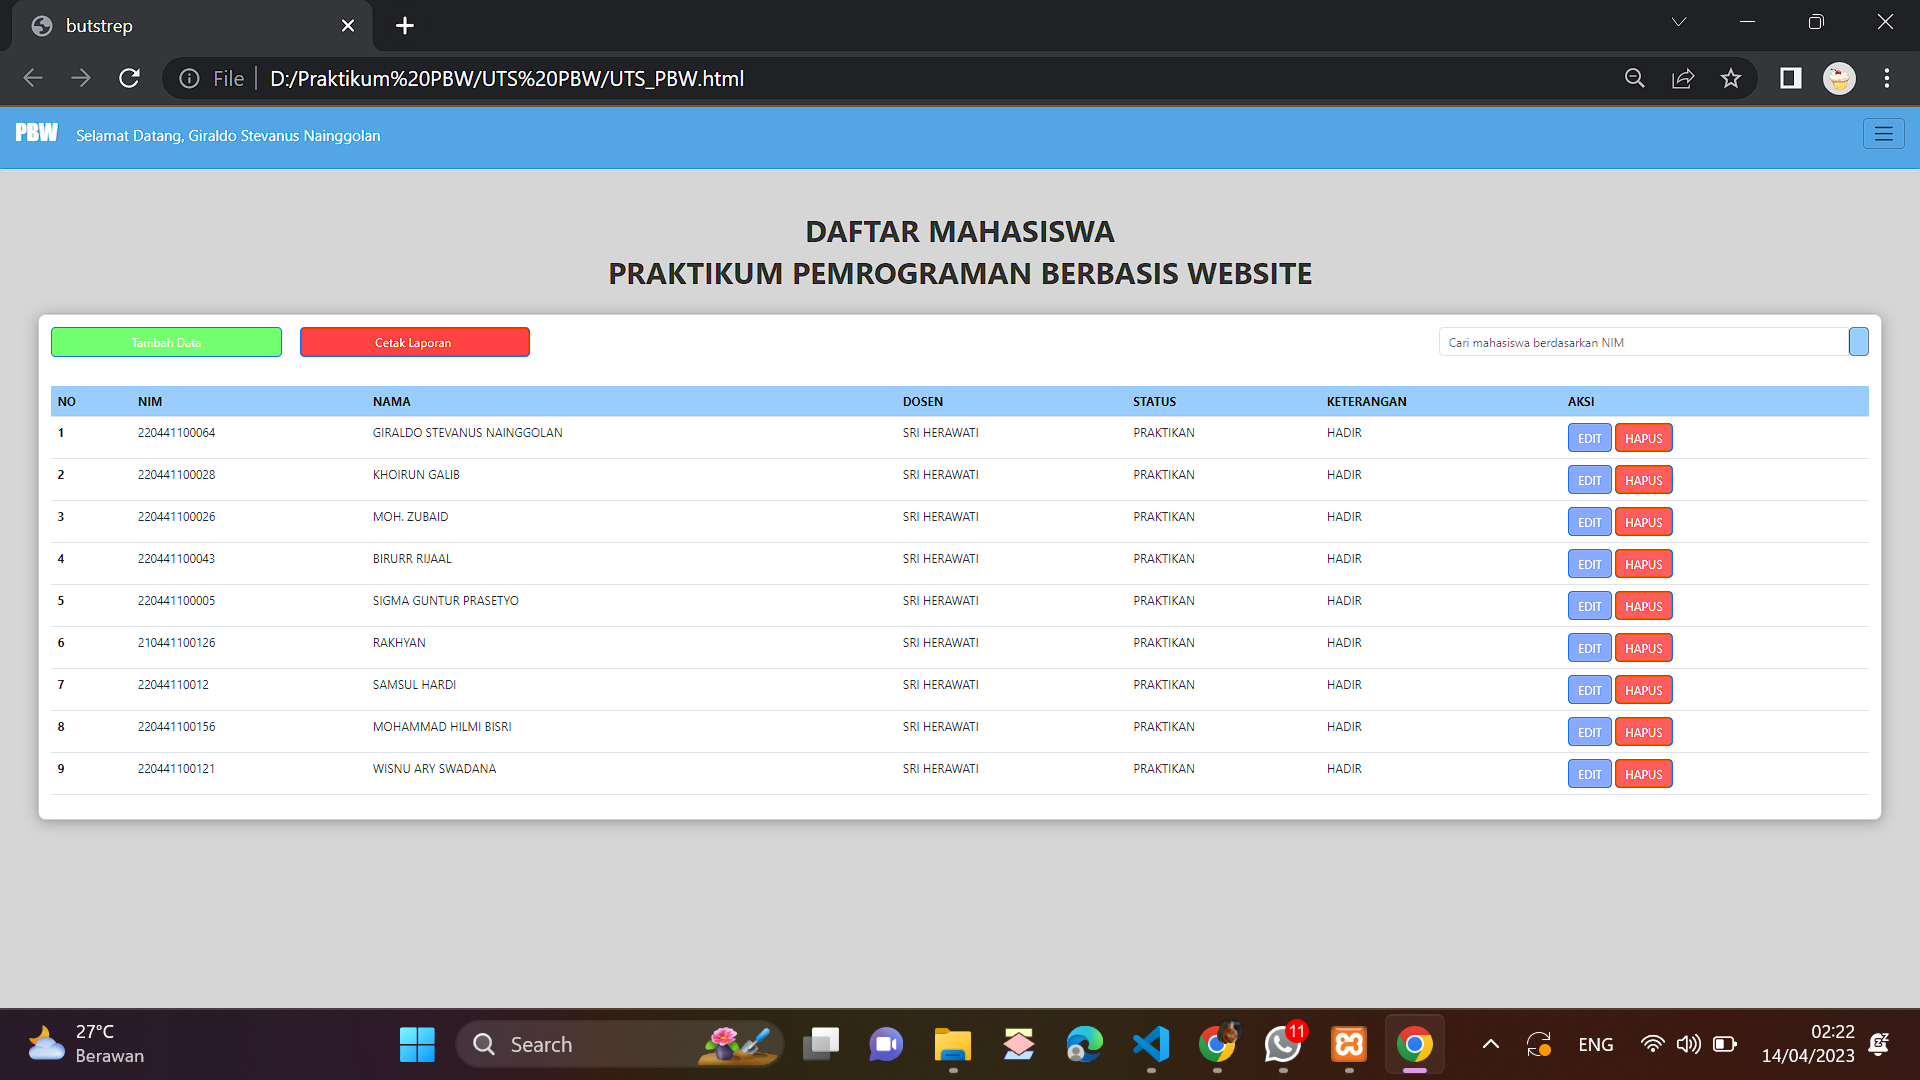 butstrep
File D:/Praktikum%20PBW/UTS%20PBW/UTS_PBW.html
PBW Selamat Datang, Giraldo Stevanus Nainggolan
DAFTAR MAHASISWA
PRAKTIKUM PEMROGRAMAN BERBASIS WEBSITE
Tambah Data Cetak Laporan Cari mahasiswa berdasarkan NIM
NO NIM NAMA DOSEN STATUS KETERANGAN AKSI
1 220441100064 GIRALDO STEVANUS NAINGGOLAN SRI HERAWATI PRAKTIKAN HADIR EDIT HAPUS
2 220441100028 KHOIRUN GALIB SRI HERAWATI PRAKTIKAN HADIR EDIT HAPUS
3 220441100026 MOH. ZUBAID SRI HERAWATI PRAKTIKAN HADIR EDIT HAPUS
4 220441100043 BIRURR RIJAAL SRI HERAWATI PRAKTIKAN HADIR EDIT HAPUS
5 220441100005 SIGMA GUNTUR PRASETYO SRI HERAWATI PRAKTIKAN HADIR EDIT HAPUS
6 210441100126 RAKHYAN SRI HERAWATI PRAKTIKAN HADIR EDIT HAPUS
7 22044110012 SAMSUL HARDI SRI HERAWATI PRAKTIKAN HADIR EDIT HAPUS
8 220441100156 MOHAMMAD HILMI BISRI SRI HERAWATI PRAKTIKAN HADIR EDIT HAPUS
9 220441100121 WISNU ARY SWADANA SRI HERAWATI PRAKTIKAN HADIR EDIT HAPUS
27°C
Berawan
Search
11
ENG
02:22
14/04/2023